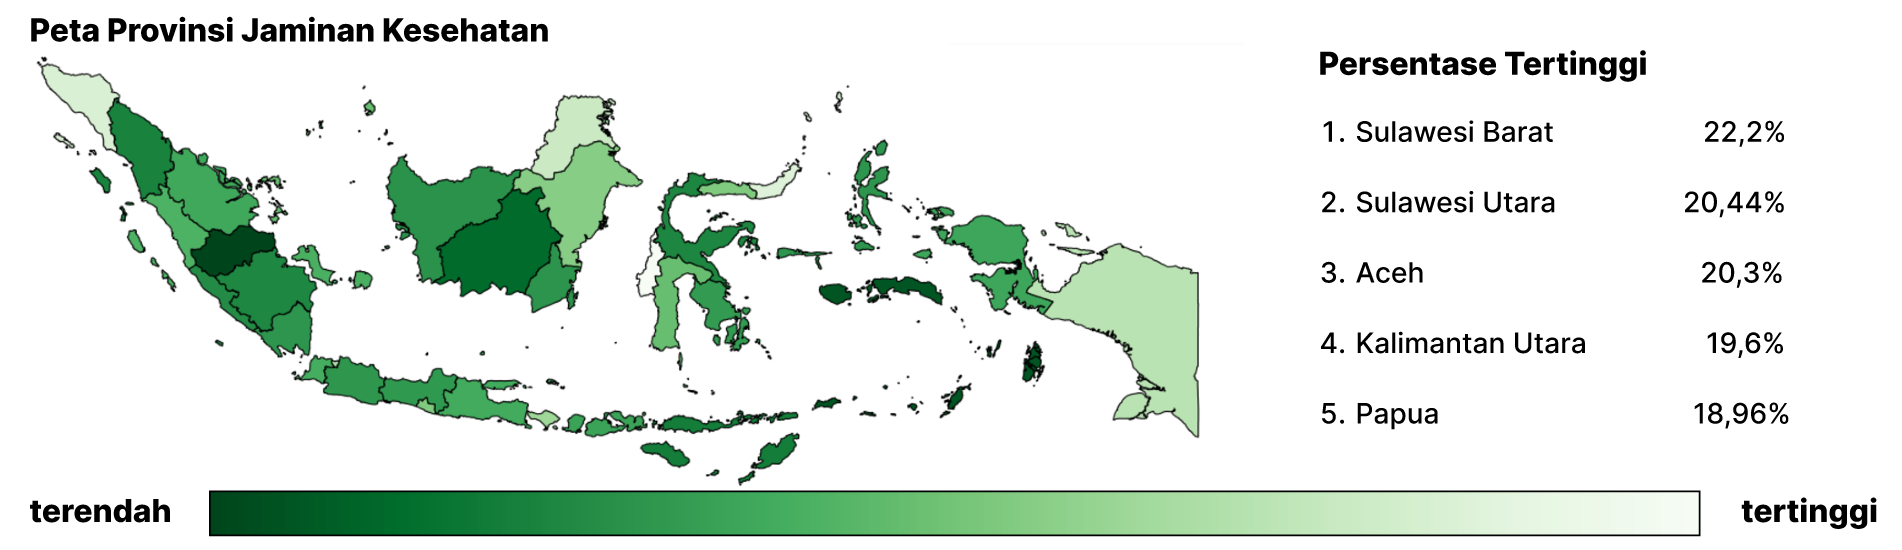 Peta Provinsi Jaminan Kesehatan
Persentase Tertinggi
1. Sulawesi Barat 22,2%
2. Sulawesi Utara 20,44%
3. Aceh 20,3%
4. Kalimantan Utara 19,6%
5. Papua 18,96%
terendah
tertinggi